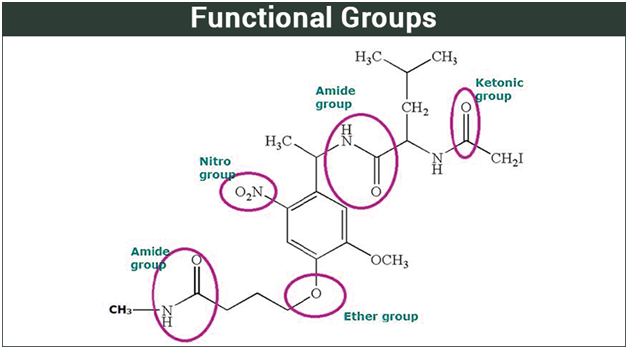 Functional Groups
H₃C
CH₃
Ketonic
group
Amide
group
CH₂
O
H
N
H₃C
N
H
CH₂I
Nitro
group
O
O₂N
Amide
group
O
OCH₃
CH₃
N
H
O
Ether group